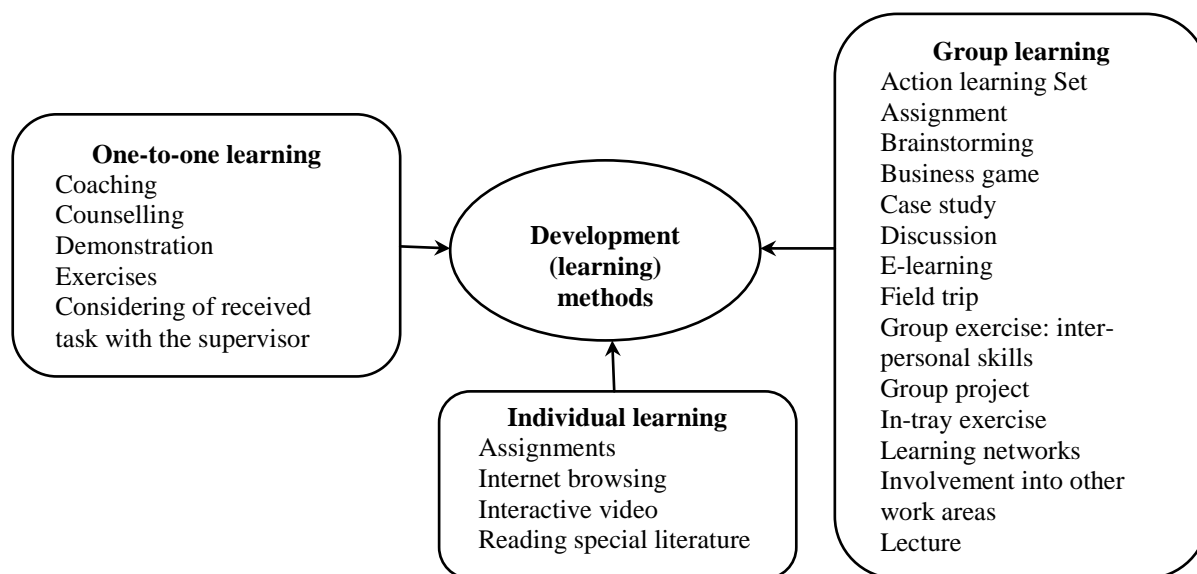 One-to-one learning
Coaching
Counselling
Demonstration
Exercises
Considering of received
task with the supervisor
Development
(learning)
methods
Individual learning
Assignments
Internet browsing
Interactive video
Reading special literature
Group learning
Action learning Set
Assignment
Brainstorming
Business game
Case study
Discussion
E-learning
Field trip
Group exercise: inter-
personal skills
Group project
In-tray exercise
Learning networks
Involvement into other
work areas
Lecture